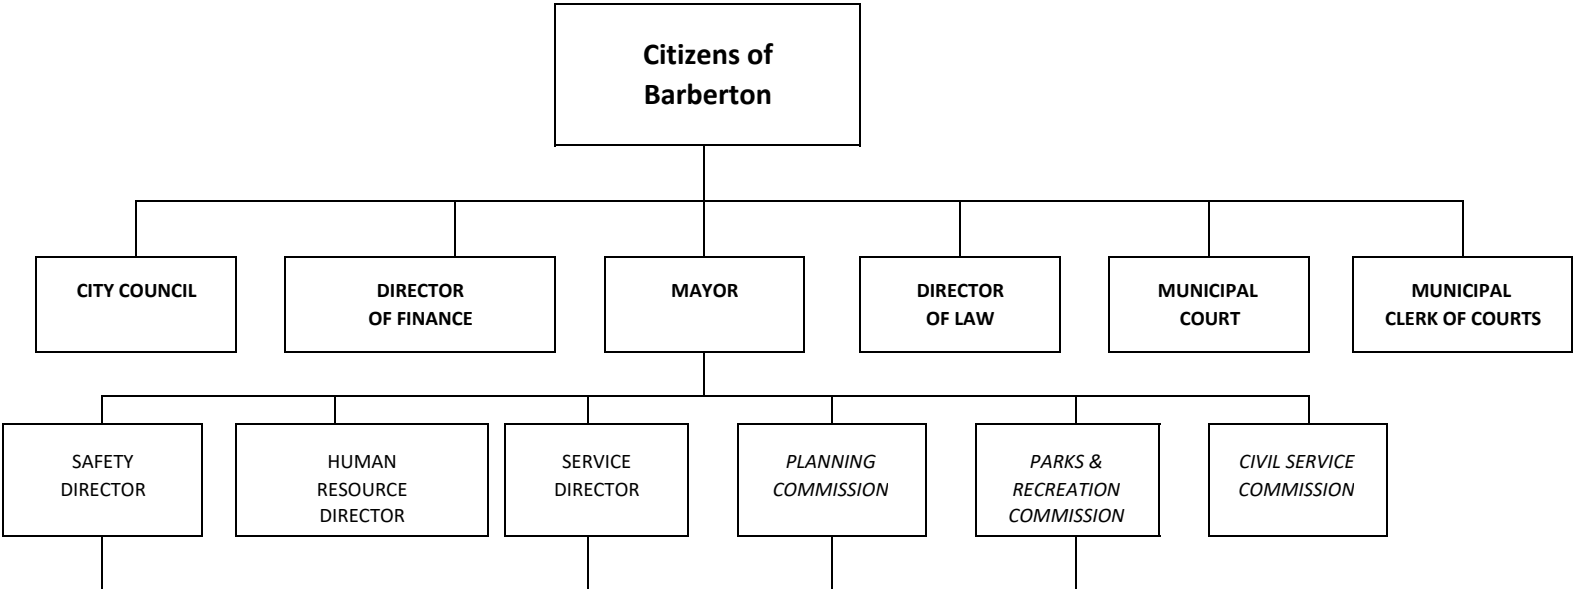 Citizens of
Barberton
CITY COUNCIL
DIRECTOR
OF FINANCE
MAYOR
DIRECTOR
OF LAW
MUNICIPAL
COURT
MUNICIPAL
CLERK OF COURTS
SAFETY
DIRECTOR
HUMAN
RESOURCE
DIRECTOR
SERVICE
DIRECTOR
PLANNING
COMMISSION
PARKS &
RECREATION
COMMISSION
CIVIL SERVICE
COMMISSION